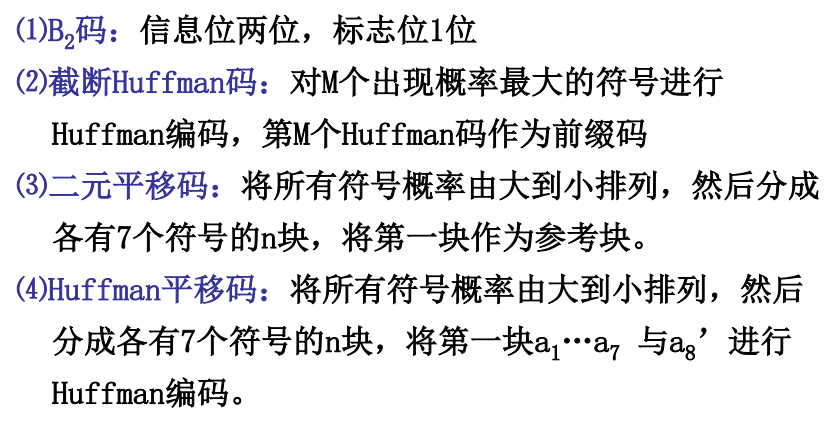 ⑴B₂码：信息位两位，标志位1位
⑵截断Huffman码：对M个出现概率最大的符号进行
Huffman编码，第M个Huffman码作为前缀码
⑶二元平移码：将所有符号概率由大到小排列，然后分成
各有7个符号的n块，将第一块作为参考块。
⑷Huffman平移码：将所有符号概率由大到小排列，然后
分成各有7个符号的n块，将第一块a₁…a₇ 与a₈’进行
Huffman编码。